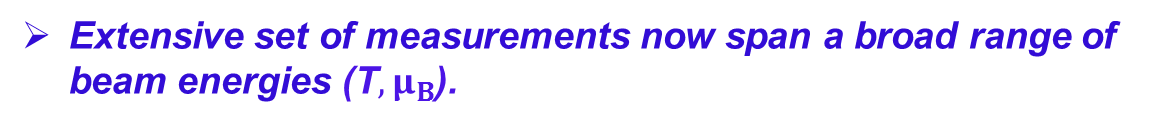 ➢ Extensive set of measurements now span a broad range of
beam energies (T, μB).